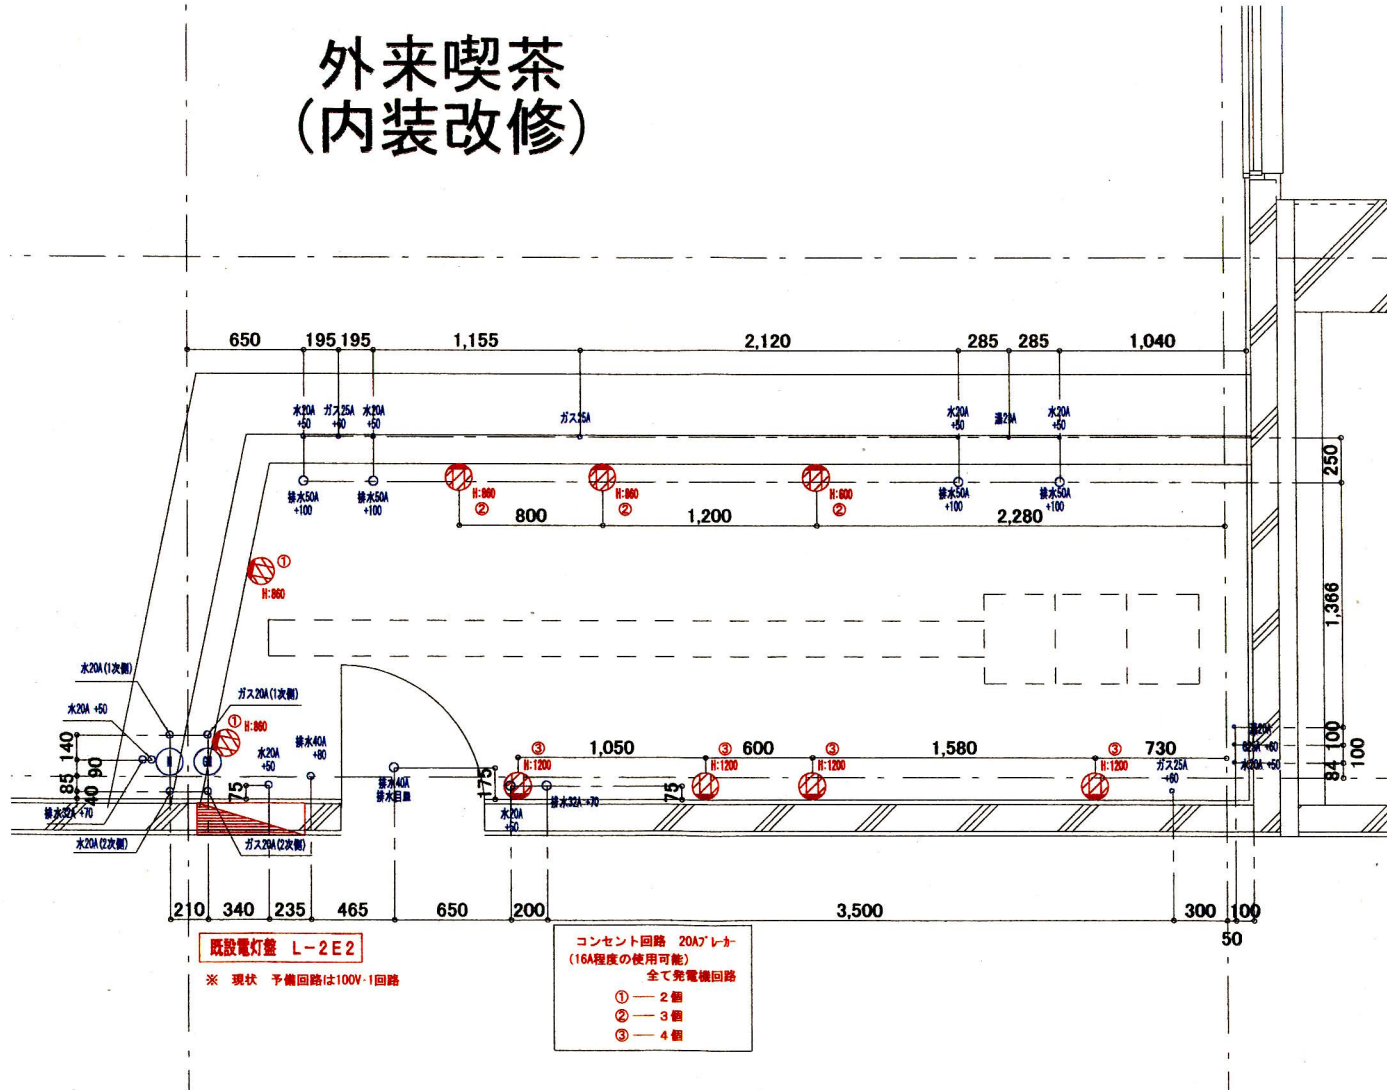 外来喫茶
(内装改修)
650
195
195
1,155
2,120
285
285
1,040
水20A
+50
ガス25A
+60
水20A
+50
ガス25A
水20A
+50
湯20A
水20A
+50
250
排水50A
+100
排水50A
+100
H:860
②
H:860
②
H:600
②
排水50A
+100
排水50A
+100
800
1,200
2,280
①
H:860
1,366
水20A(1次側)
ガス20A(1次側)
水20A +50
①
H:860
水20A
+50
排水40A
+80
140
90
85
40
75
排水40A
排水目皿
175
③
H:1200
1,050
③
H:1200
600
③
H:1200
1,580
③
H:1200
730
ガス25A
+60
湯20A
水20A +50
100
100
84
排水32A +70
水20A
+50
排水32A +70
75
水20A(2次側)
ガス20A(2次側)
210
340
235
465
650
200
3,500
300
100
50
既設電灯盤 L-2E2
※ 現状 予備回路は100V-1回路
コンセント回路 20Aブレーカー
(16A程度の使用可能)
全て発電機回路
① ― 2個
② ― 3個
③ ― 4個